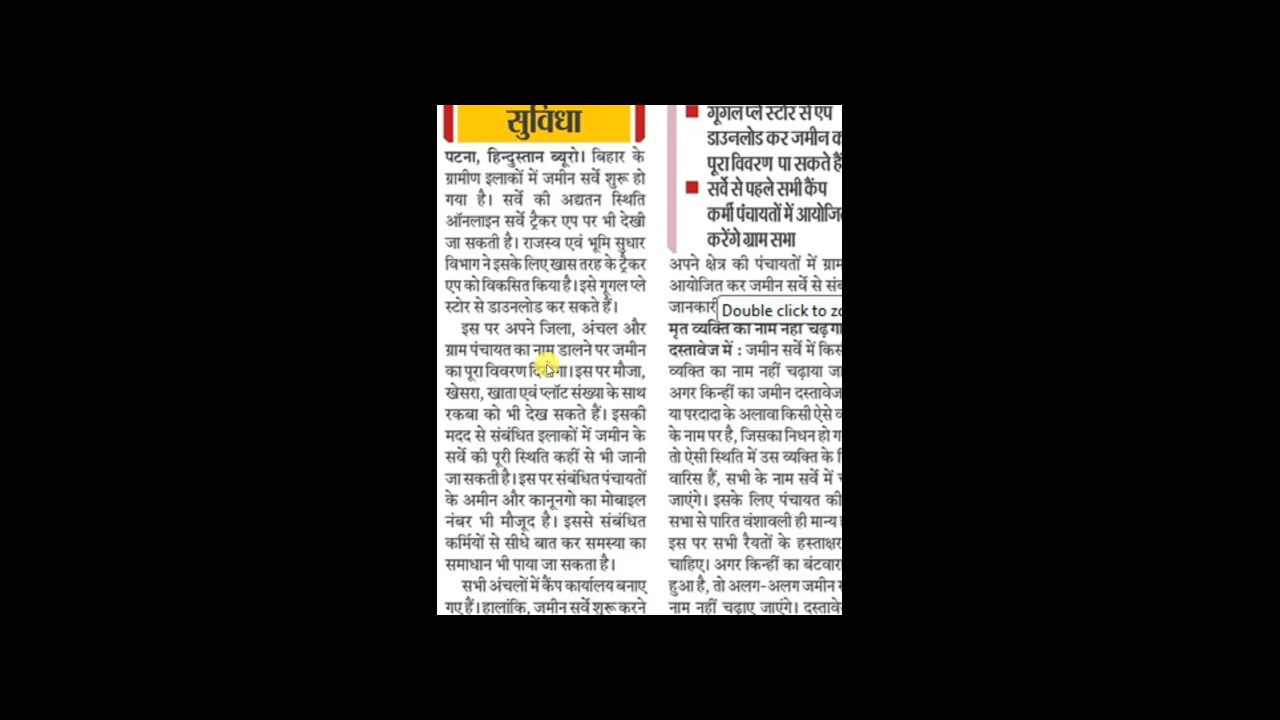 सुविधा
पटना, हिन्दुस्तान ब्यूरो। बिहार के
ग्रामीण इलाकों में जमीन सर्वे शुरू हो
गया है। सर्वे की अद्यतन स्थिति
ऑनलाइन सर्वे ट्रैकर एप पर भी देखी
जा सकती है। राजस्व एवं भूमि सुधार
विभाग ने इसके लिए खास तरह के ट्रैकर
एप को विकसित किया है। इसे गूगल प्ले
स्टोर से डाउनलोड कर सकते हैं।
इस पर अपने जिला, अंचल और
ग्राम पंचायत का नाम डालने पर जमीन
का पूरा विवरण इस पर मौजा,
खेसरा, खाता एवं प्लॉट संख्या के साथ
रकबा को भी देख सकते हैं। इसकी
मदद से संबंधित इलाकों में जमीन के
सर्वे की पूरी स्थिति कहीं से भी जानी
जा सकती है। इस पर संबंधित पंचायतों
के अमीन और कानूनगो का मोबाइल
नंबर भी मौजूद है। इससे संबंधित
कर्मियों से सीधे बात कर समस्या का
समाधान भी पाया जा सकता है।
सभी अंचलों में कैंप कार्यालय बनाए
गए हैं। हालांकि, जमीन सर्वे शुरू करने
गूगल प्ले स्टोर से एप
डाउनलोड कर जमीन
पूरा विवरण पा सकते हैं
सर्वे से पहले सभी कैंप
कर्मी पंचायतों में
करेंगे ग्राम सभा
अपने क्षेत्र की पंचायतों में ग्राम
आयोजित कर जमीन सर्वे से
जानकारी
Double click to
मृत व्यक्ति का नाम नहीं
दस्तावेज में : जमीन सर्वे में
व्यक्ति का नाम नहीं चढ़ाया
अगर किन्हीं का जमीन दस्तावेज
या परदादा के अलावा किसी ऐसे
के नाम पर है, जिसका निधन हो
तो ऐसी स्थिति में उस व्यक्ति के
वारिस हैं, सभी के नाम सर्वे में
जाएंगे। इसके लिए पंचायत की
सभा से पारित वंशावली ही मान्य
इस पर सभी रैयतों के हस्ताक्षर
चाहिए। अगर किन्हीं का
हुआ है, तो अलग-अलग जमीन
नाम नहीं चढ़ाए जाएंगे।